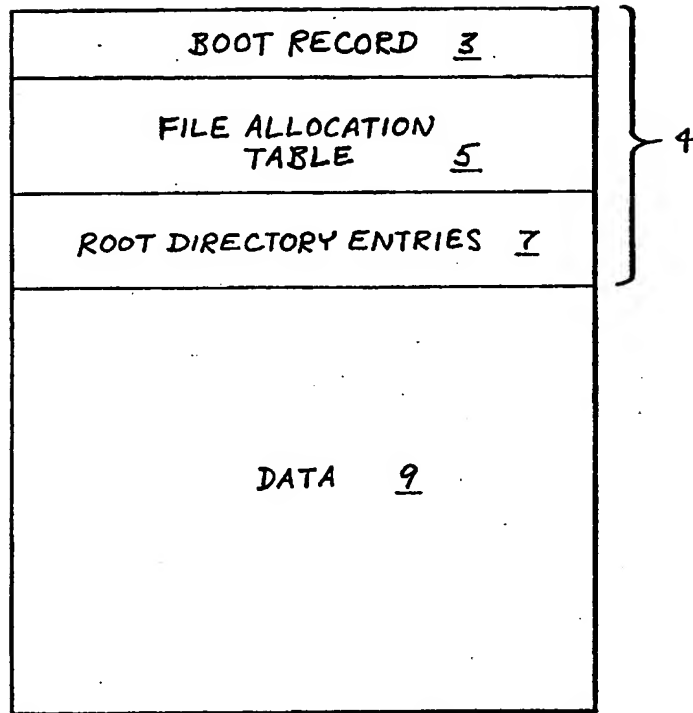 BOOT RECORD 3
FILE ALLOCATION
TABLE 5
4
ROOT DIRECTORY ENTRIES 7
DATA 9